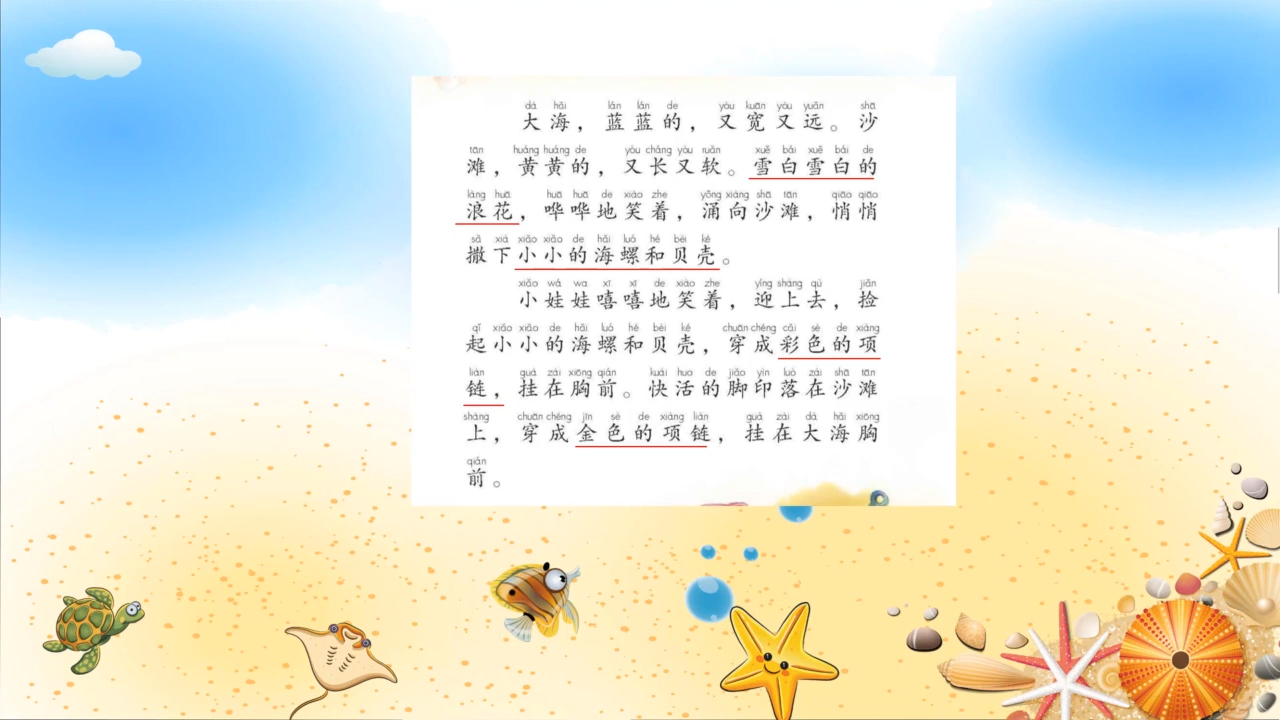 dà hǎi lán lán de yòu kuān yòu yuǎn shā
大海，蓝蓝的，又宽又远。沙
tān huáng huáng de yòu cháng yòu ruǎn xuě bái xuě bái de
滩，黄黄的，又长又软。雪白雪白的
làng huā huā huā de xiào zhe yǒng xiàng shā tān qiāo qiāo
浪花，哗哗地笑着，涌向沙滩，悄悄
sǎ xià xiǎo xiǎo de hǎi luó hé bèi ké
撒下小小的海螺和贝壳。
xiǎo wá wa xī xī de xiào zhe yíng shàng qù jiǎn
小娃娃嘻嘻地笑着，迎上去，捡
qǐ xiǎo xiǎo de hǎi luó hé bèi ké chuān chéng cǎi sè de xiàng
起小小的海螺和贝壳，穿成彩色的项
liàn guà zài xiōng qián kuài huo de jiǎo yìn luò zài shā tān
链，挂在胸前。快活的脚印落在沙滩
shàng chuān chéng jīn sè de xiàng liàn guà zài dà hǎi xiōng
上，穿成金色的项链，挂在大海胸
qián
前。